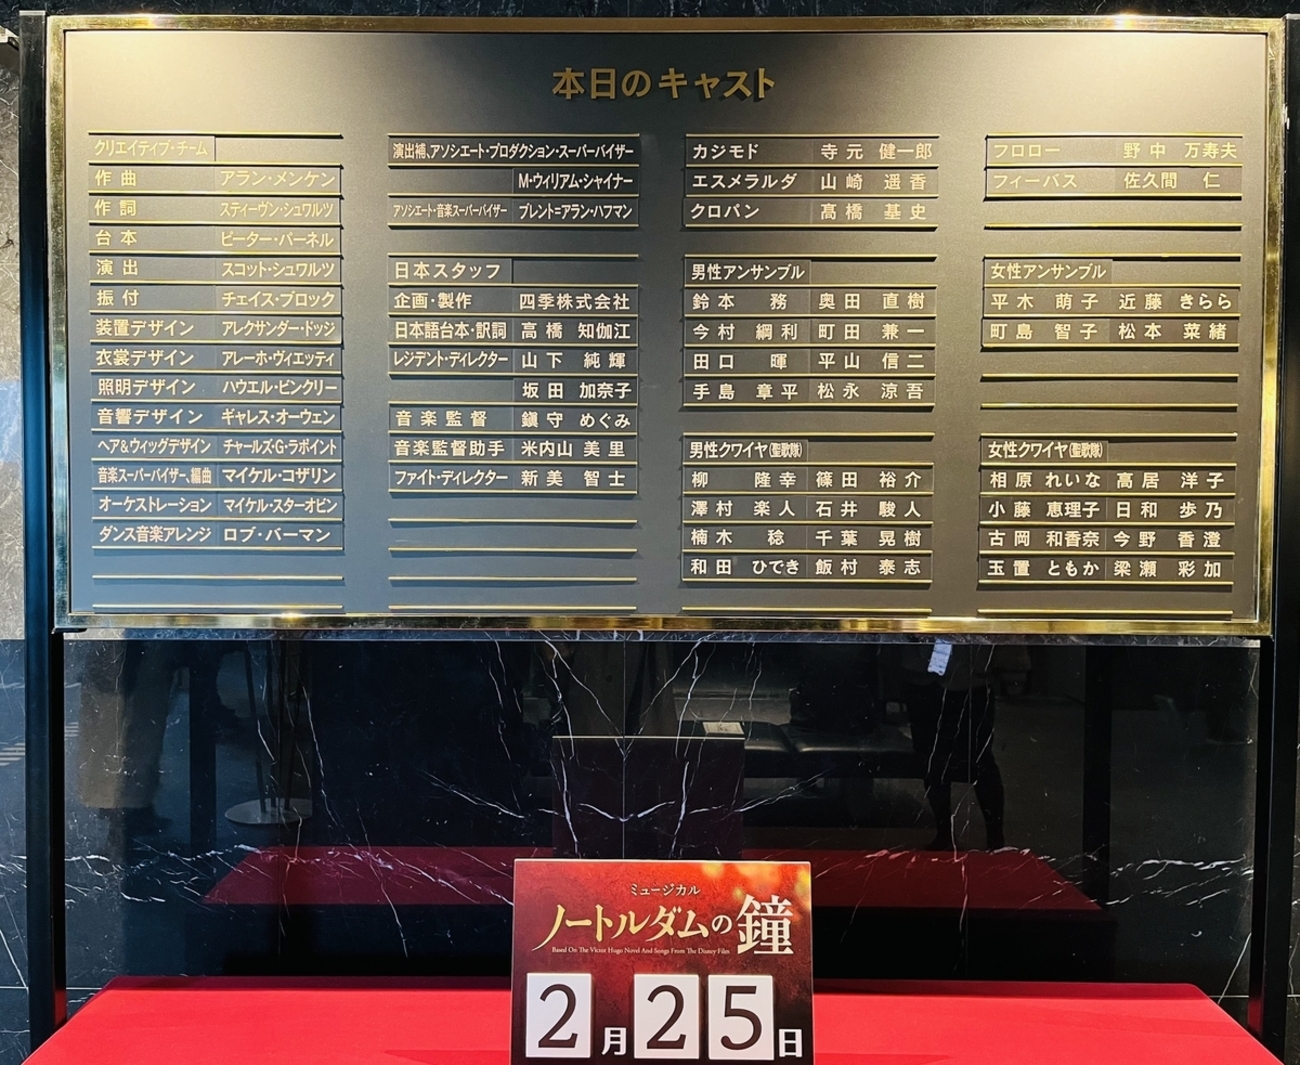 本日のキャスト
クリエイティブ・チーム
作曲 アラン・メンケン
作詞 スティーヴン・シュワルツ
台本 ピーター・パーネル
演出 スコット・シュワルツ
振付 チェイス・ブロック
装置デザイン アレクサンダー・ドッジ
衣裳デザイン アレーホ・ヴィエッティ
照明デザイン ハウエル・ビンクリー
音響デザイン ギャレス・オーウェン
ヘア&ウィッグデザイン チャールズ・G・ラポイント
音楽スーパーバイザー、編曲 マイケル・コザリン
オーケストレーション マイケル・スターオビン
ダンス音楽アレンジ ロブ・バーマン
演出補、アソシエート・プロダクション・スーパーバイザー
M・ウィリアム・シャイナー
アソシエート・音楽スーパーバイザー ブレント=アラン・ハフマン
日本スタッフ
企画・製作 四季株式会社
日本語台本・訳詞 高橋 知伽江
レジデント・ディレクター 山下 純輝
坂田 加奈子
音楽監督 鎮守 めぐみ
音楽監督助手 米内山 美里
ファイト・ディレクター 新美 智士
カジモド 寺元 健一郎
エスメラルダ 山崎 遥香
クロパン 髙橋 基史
男性アンサンブル
鈴本 務 奥田 直樹
今村 綱利 町田 兼一
田口 暉 平山 信二
手島 章平 松永 涼吾
男性クワイヤ(聖歌隊)
柳 隆幸 篠田 裕介
澤村 楽人 石井 駿人
楠木 稔 千葉 晃樹
和田 ひでき 飯村 泰志
フロロー 野中 万寿夫
フィーバス 佐久間 仁
女性アンサンブル
平木 萌子 近藤 きらら
町島 智子 松本 菜緒
女性クワイヤ(聖歌隊)
相原 れいな 高居 洋子
小藤 恵理子 日和 歩乃
古岡 和香奈 今野 香澄
玉置 ともか 梁瀬 彩加
ミュージカル
ノートルダムの鐘
Based On The Victor Hugo Novel And Songs From The Disney Film
2月25日